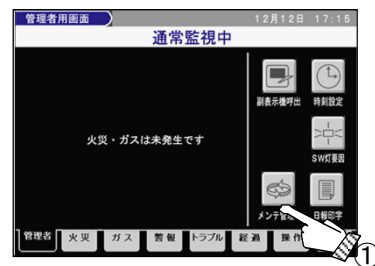 管理者用画面 12月12日 17:15
通常監視中
副表示機呼出 時刻設定
火災・ガスは未発生です
SW灯要因
メンテ管 日報印字
管理者 火災 ガス 警報 トラブル 経過 操作
①